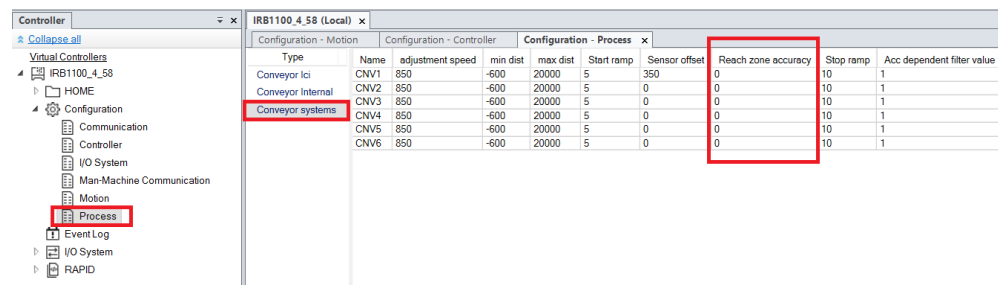 Controller
IRB1100_4_58 (Local)
Collapse all
Configuration - Motion
Configuration - Controller
Configuration - Process
Virtual Controllers
IRB1100_4_58
HOME
Configuration
Communication
Controller
I/O System
Man-Machine Communication
Motion
Process
Event Log
I/O System
RAPID
Type
Conveyor Ici
Conveyor Internal
Conveyor systems
Name adjustment speed min dist max dist Start ramp Sensor offset Reach zone accuracy Stop ramp Acc dependent filter value
CNV1 850 -600 20000 5 350 0 10 1
CNV2 850 -600 20000 5 0 0 10 1
CNV3 850 -600 20000 5 0 0 10 1
CNV4 850 -600 20000 5 0 0 10 1
CNV5 850 -600 20000 5 0 0 10 1
CNV6 850 -600 20000 5 0 0 10 1